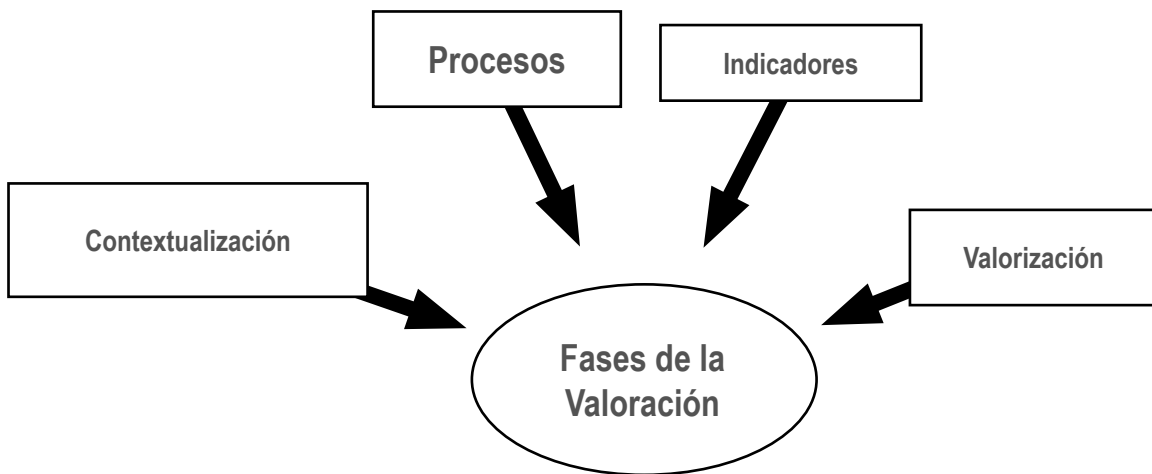 Procesos
Indicadores
Contextualización
Valorización
Fases de la
Valoración